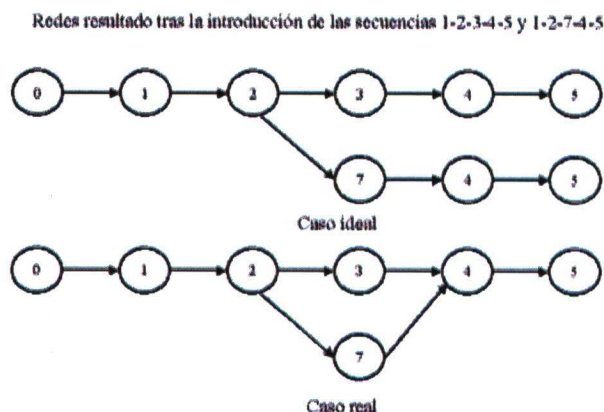 Redes resultado tras la introducción de las secuencias 1-2-3-4-5 y 1-2-7-4-5
0 1 2 3 4 5
7 4 5
Caso ideal
0 1 2 3 4 5
7
Caso real